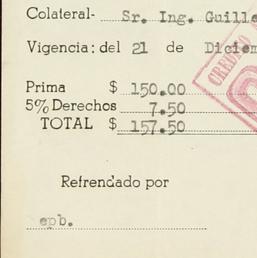 Colateral- Sr. Ing. Guille
Vigencia: del 21 de Diciem
Prima $ 150.00
5% Derechos 7.50
TOTAL $ 157.50
CREDITO
Refrendado por
epb.